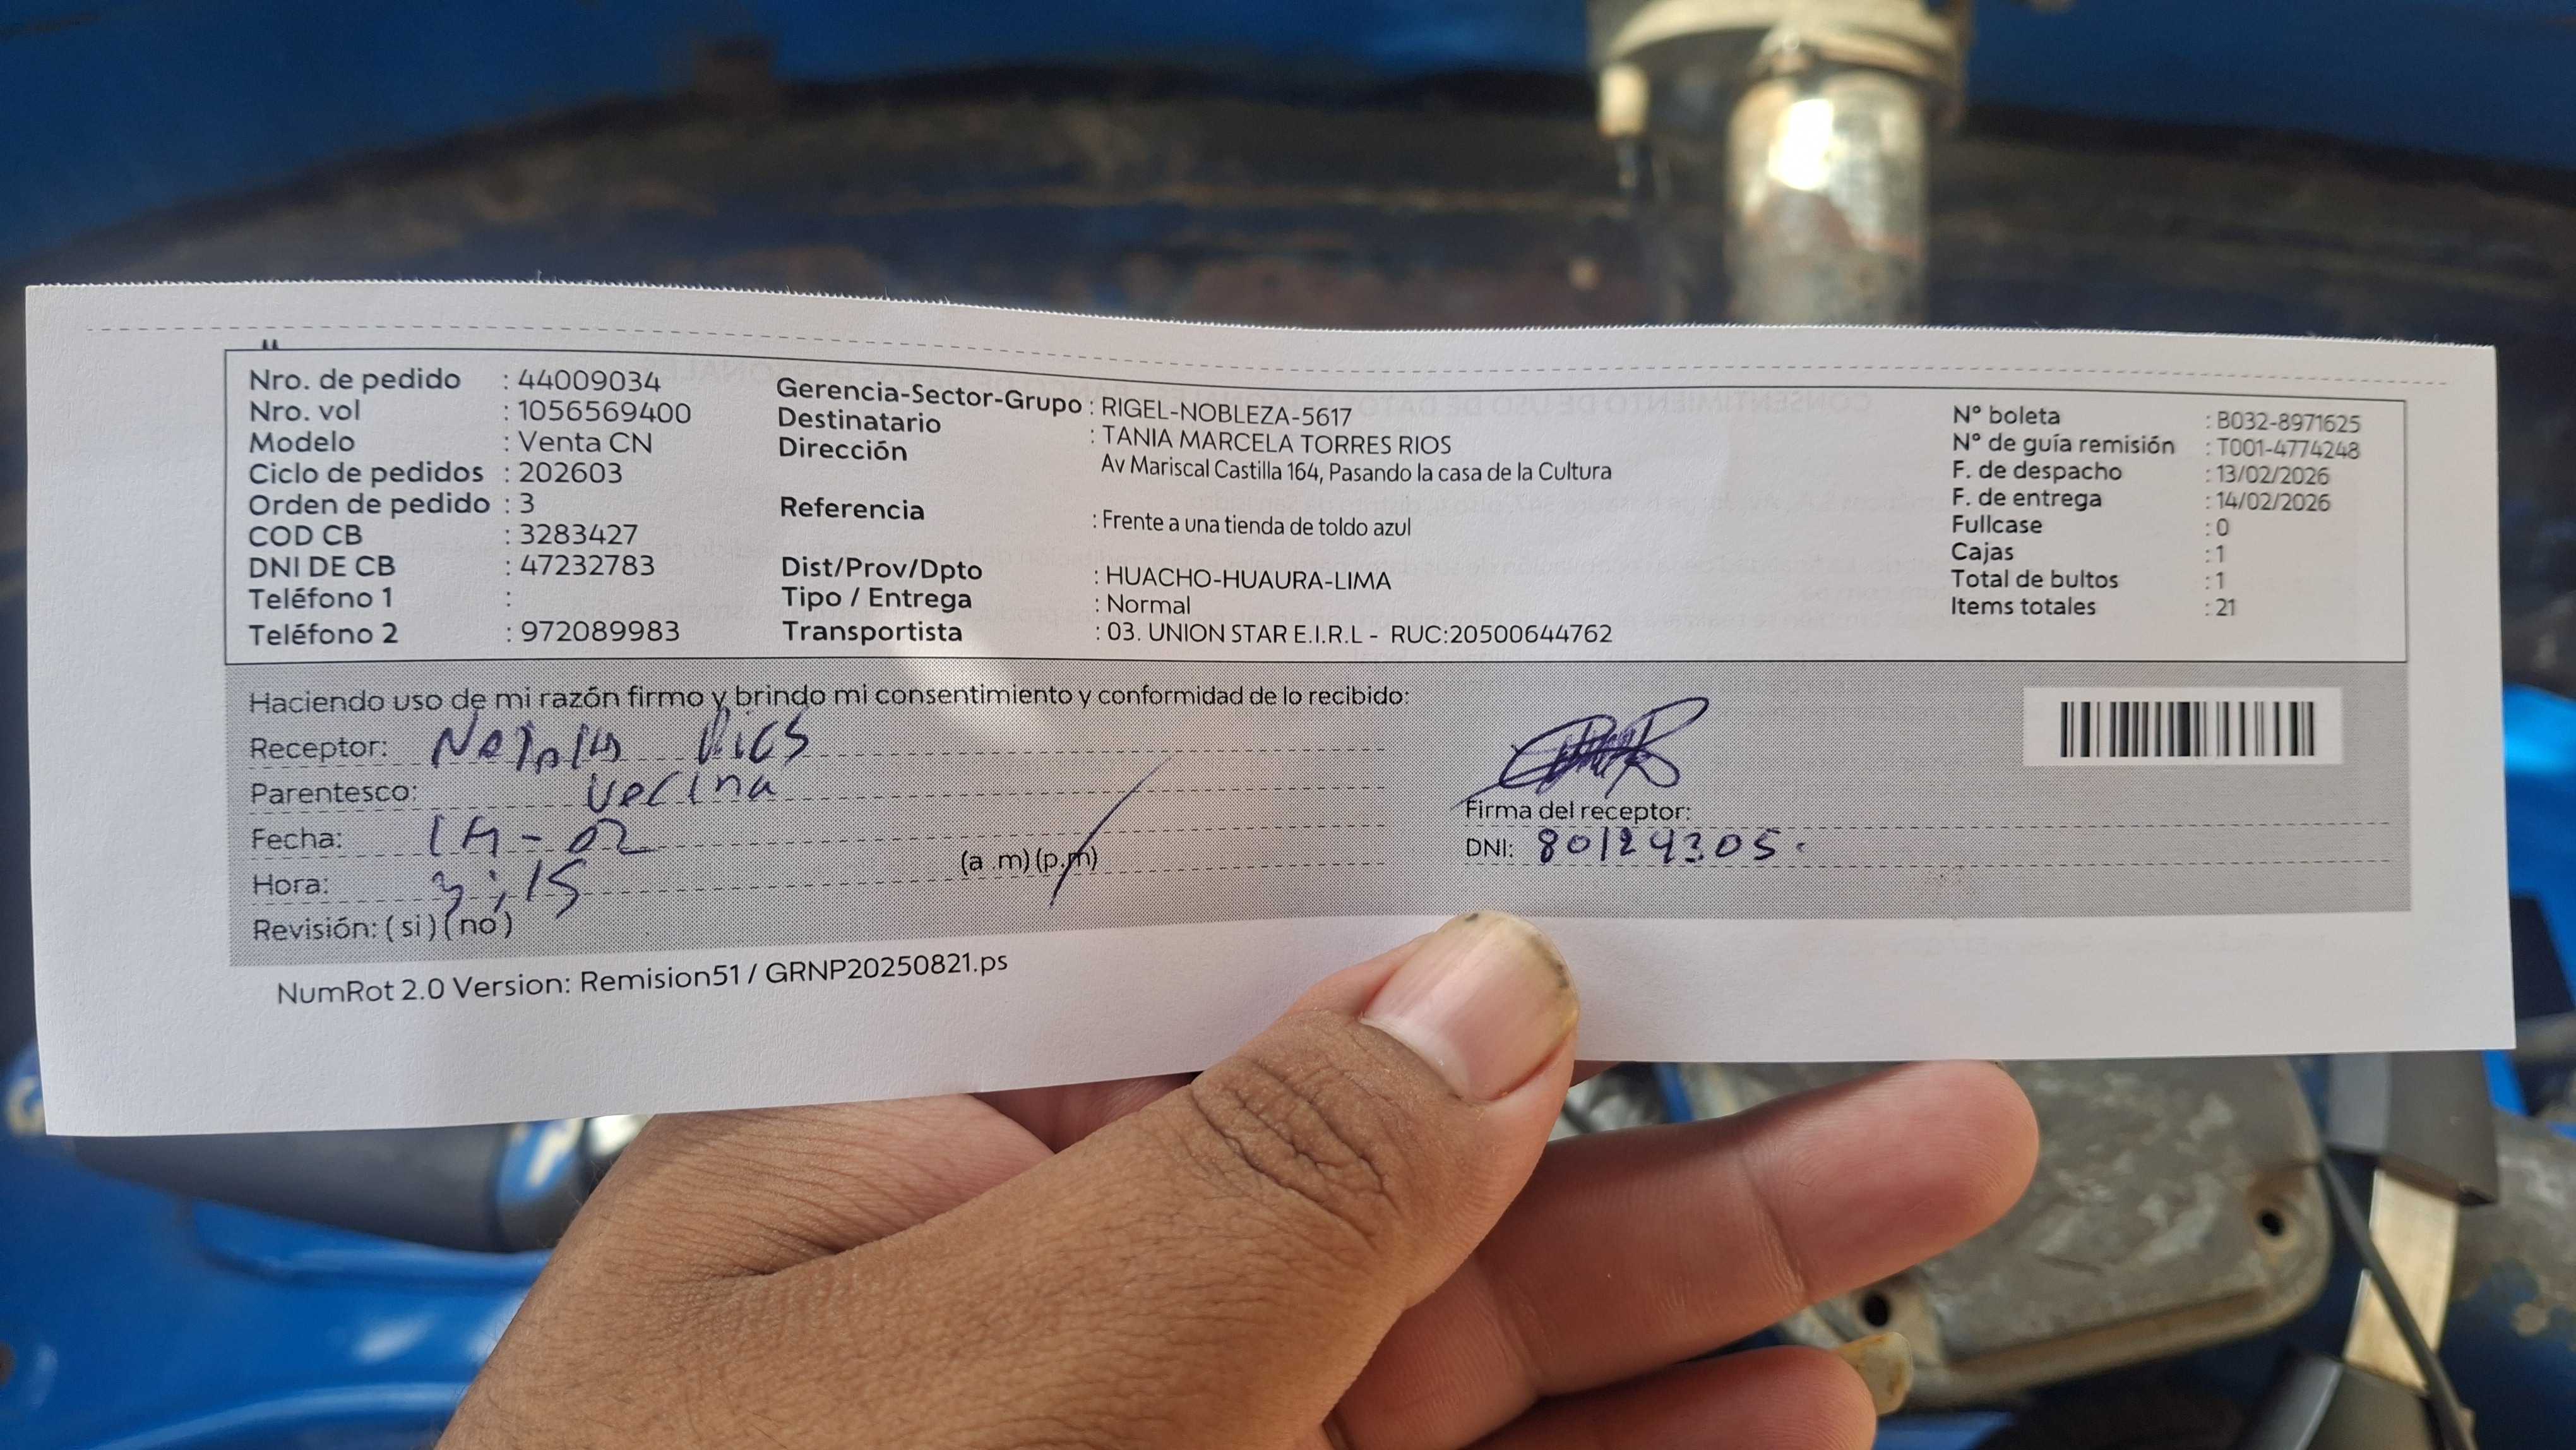 Nro. de pedido : 44009034
Nro. vol : 1056569400
Modelo : Venta CN
Ciclo de pedidos : 202603
Orden de pedido : 3
COD CB : 3283427
DNI DE CB : 47232783
Teléfono 1 :
Teléfono 2 : 972089983
Gerencia-Sector-Grupo : RIGEL-NOBLEZA-5617
Destinatario : TANIA MARCELA TORRES RIOS
Dirección Av Mariscal Castilla 164, Pasando la casa de la Cultura
Referencia : Frente a una tienda de toldo azul
Dist/Prov/Dpto : HUACHO-HUAURA-LIMA
Tipo / Entrega : Normal
Transportista : 03. UNION STAR E.I.R.L - RUC:20500644762
N° boleta : B032-8971625
N° de guía remisión : T001-4774248
F. de despacho : 13/02/2026
F. de entrega : 14/02/2026
Fullcase : 0
Cajas : 1
Total de bultos : 1
Items totales : 21
Haciendo uso de mi razón firmo y brindo mi consentimiento y conformidad de lo recibido:
Receptor:
Parentesco: Vecina
Fecha: 14-02
Hora: 3:15 (a .m) (p.m)
Revisión: ( si ) ( no )
Firma del receptor:
DNI: 80124305.
NumRot 2.0 Version: Remision51 / GRNP20250821.ps